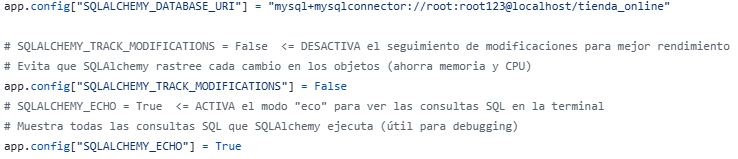 app.config["SQLALCHEMY_DATABASE_URI"] = "mysql+mysqlconnector://root:root123@localhost/tienda_online"
# SQLALCHEMY_TRACK_MODIFICATIONS = False  <= DESACTIVA el seguimiento de modificaciones para mejor rendimiento
# Evita que SQLAlchemy rastree cada cambio en los objetos (ahorra memoria y CPU)
app.config["SQLALCHEMY_TRACK_MODIFICATIONS"] = False
# SQLALCHEMY_ECHO = True  <= ACTIVA el modo "eco" para ver las consultas SQL en la terminal
# Muestra todas las consultas SQL que SQLAlchemy ejecuta (útil para debugging)
app.config["SQLALCHEMY_ECHO"] = True